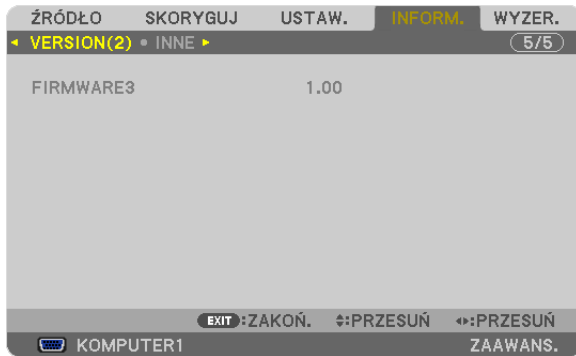 ŹRÓDŁO SKORYGUJ USTAW. INFORM. WYZER.
VERSION(2) • INNE 5/5
FIRMWARE3 1.00
EXIT :ZAKOŃ. :PRZESUŃ :PRZESUŃ
KOMPUTER1 ZAAWANS.